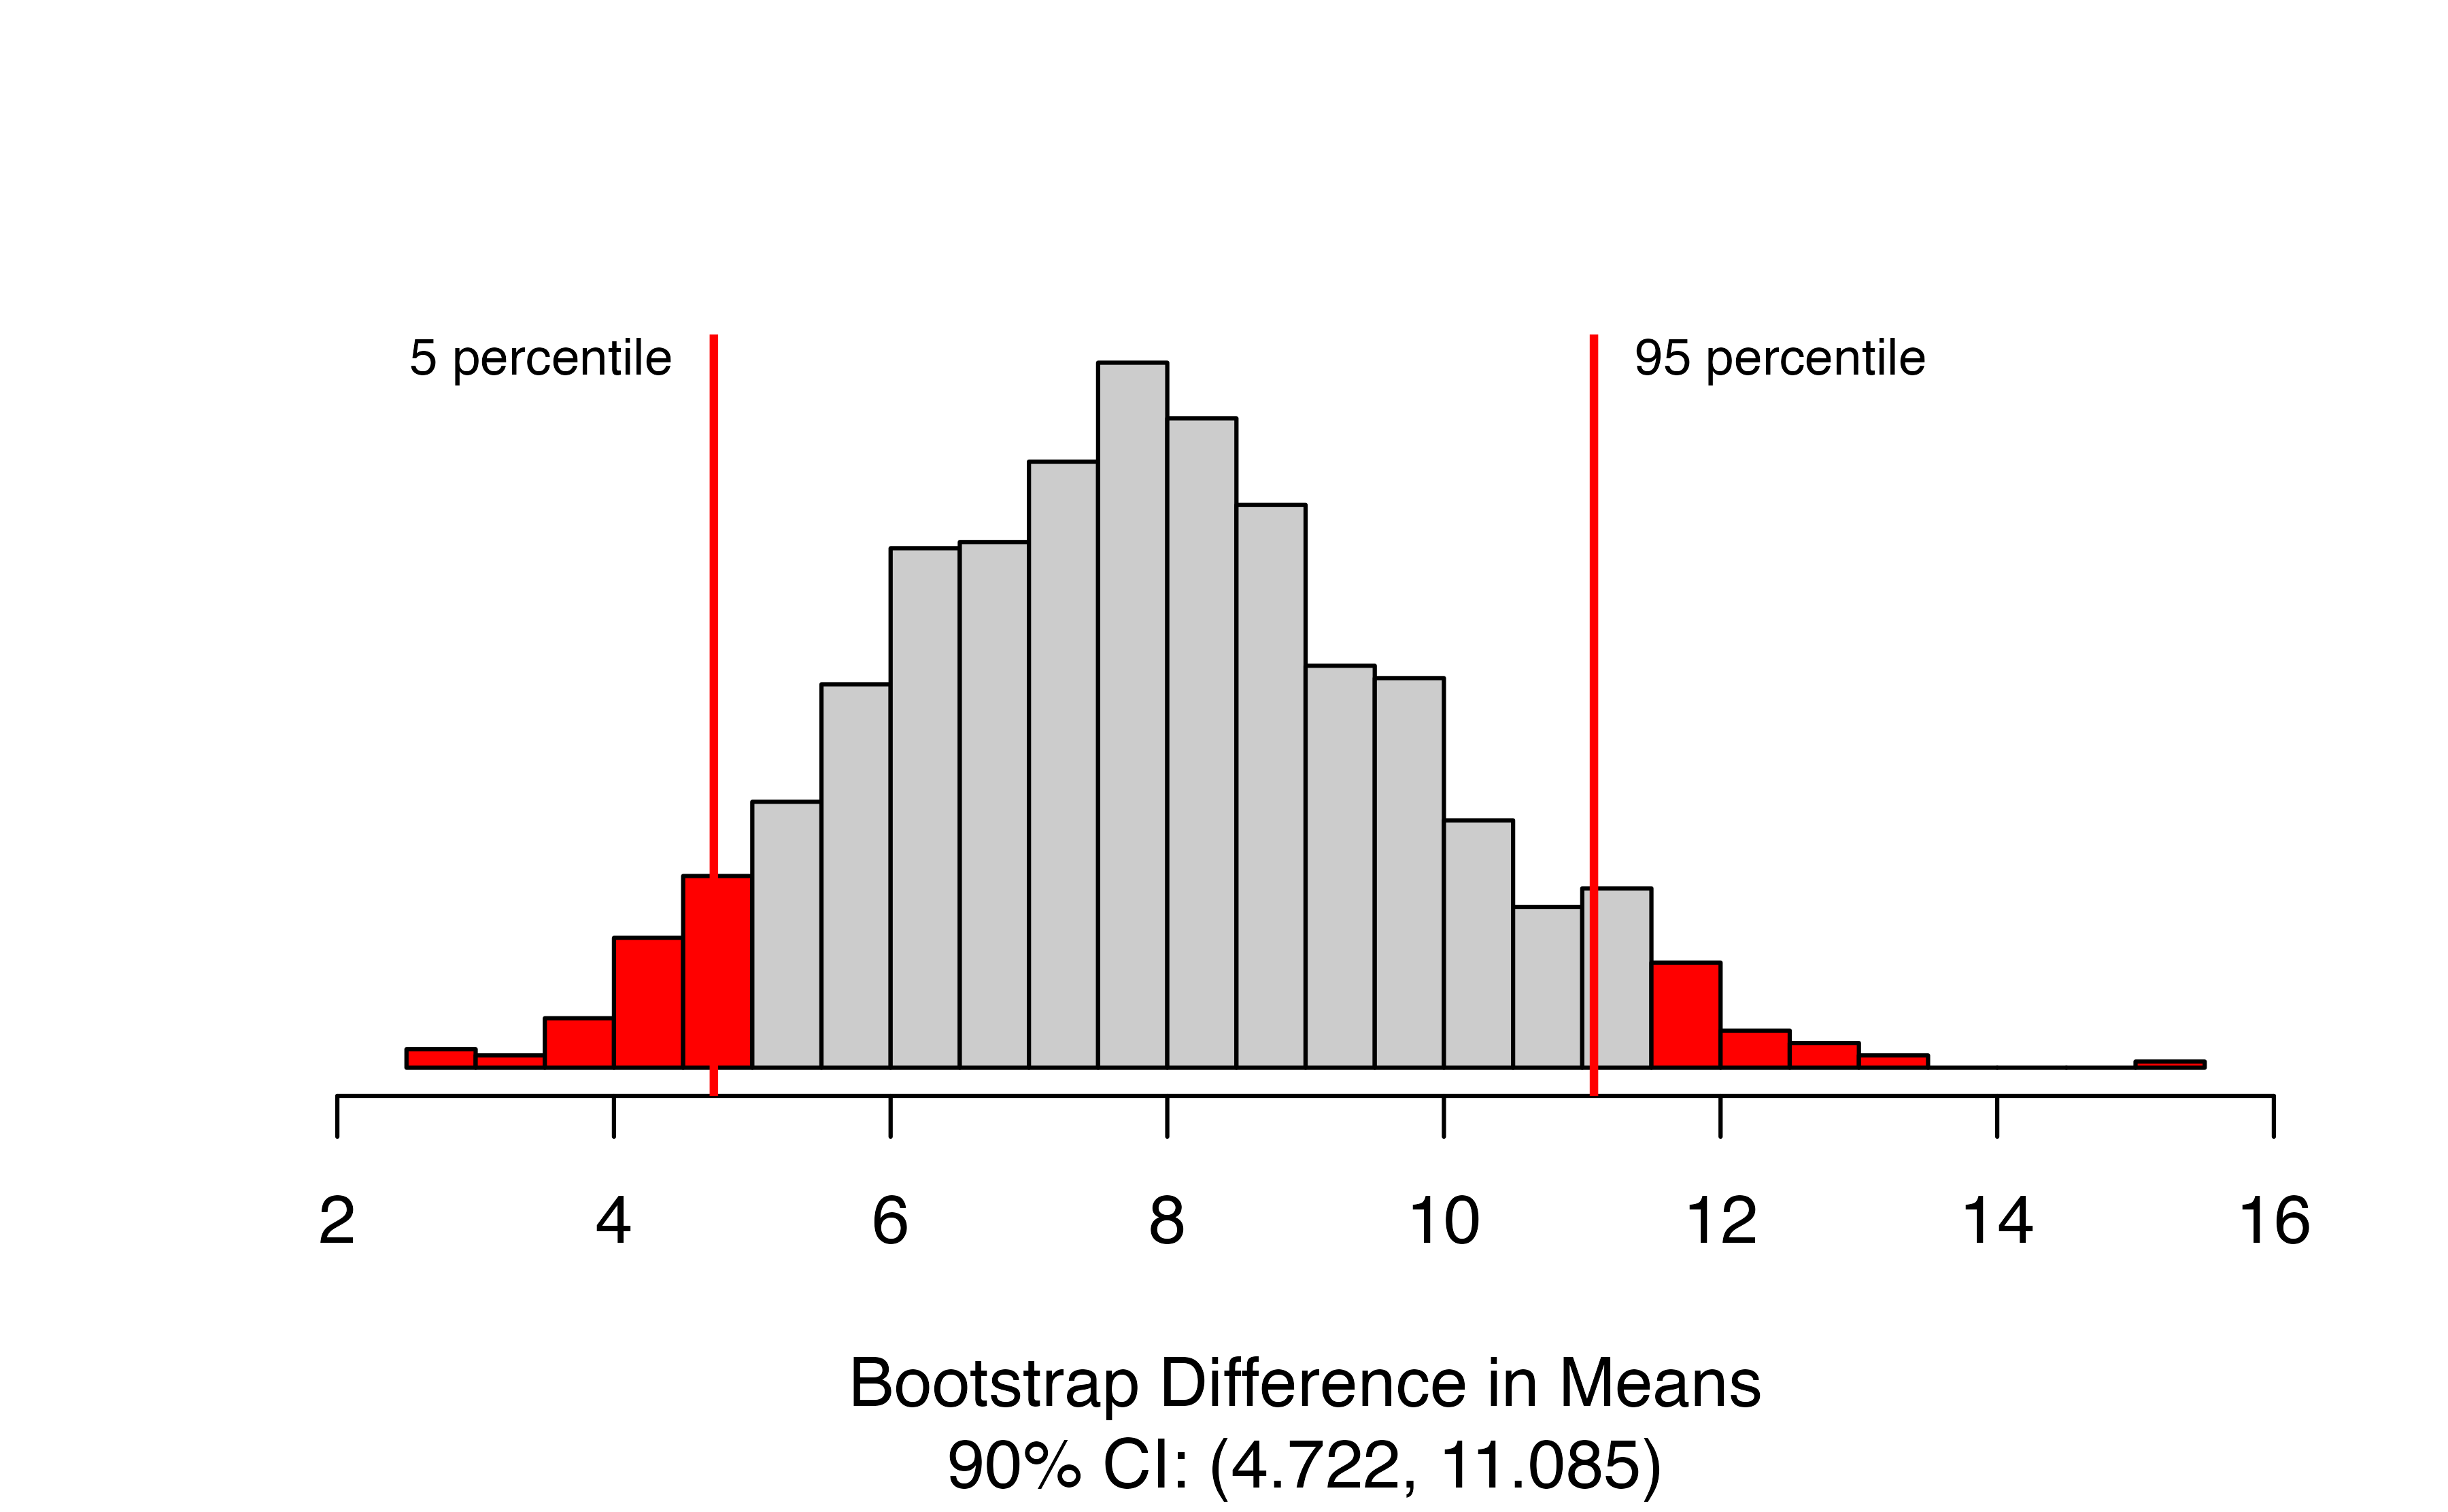 5 percentile
95 percentile
2 4 6 8 10 12 14 16
Bootstrap Difference in Means
90% CI: (4.722, 11.085)